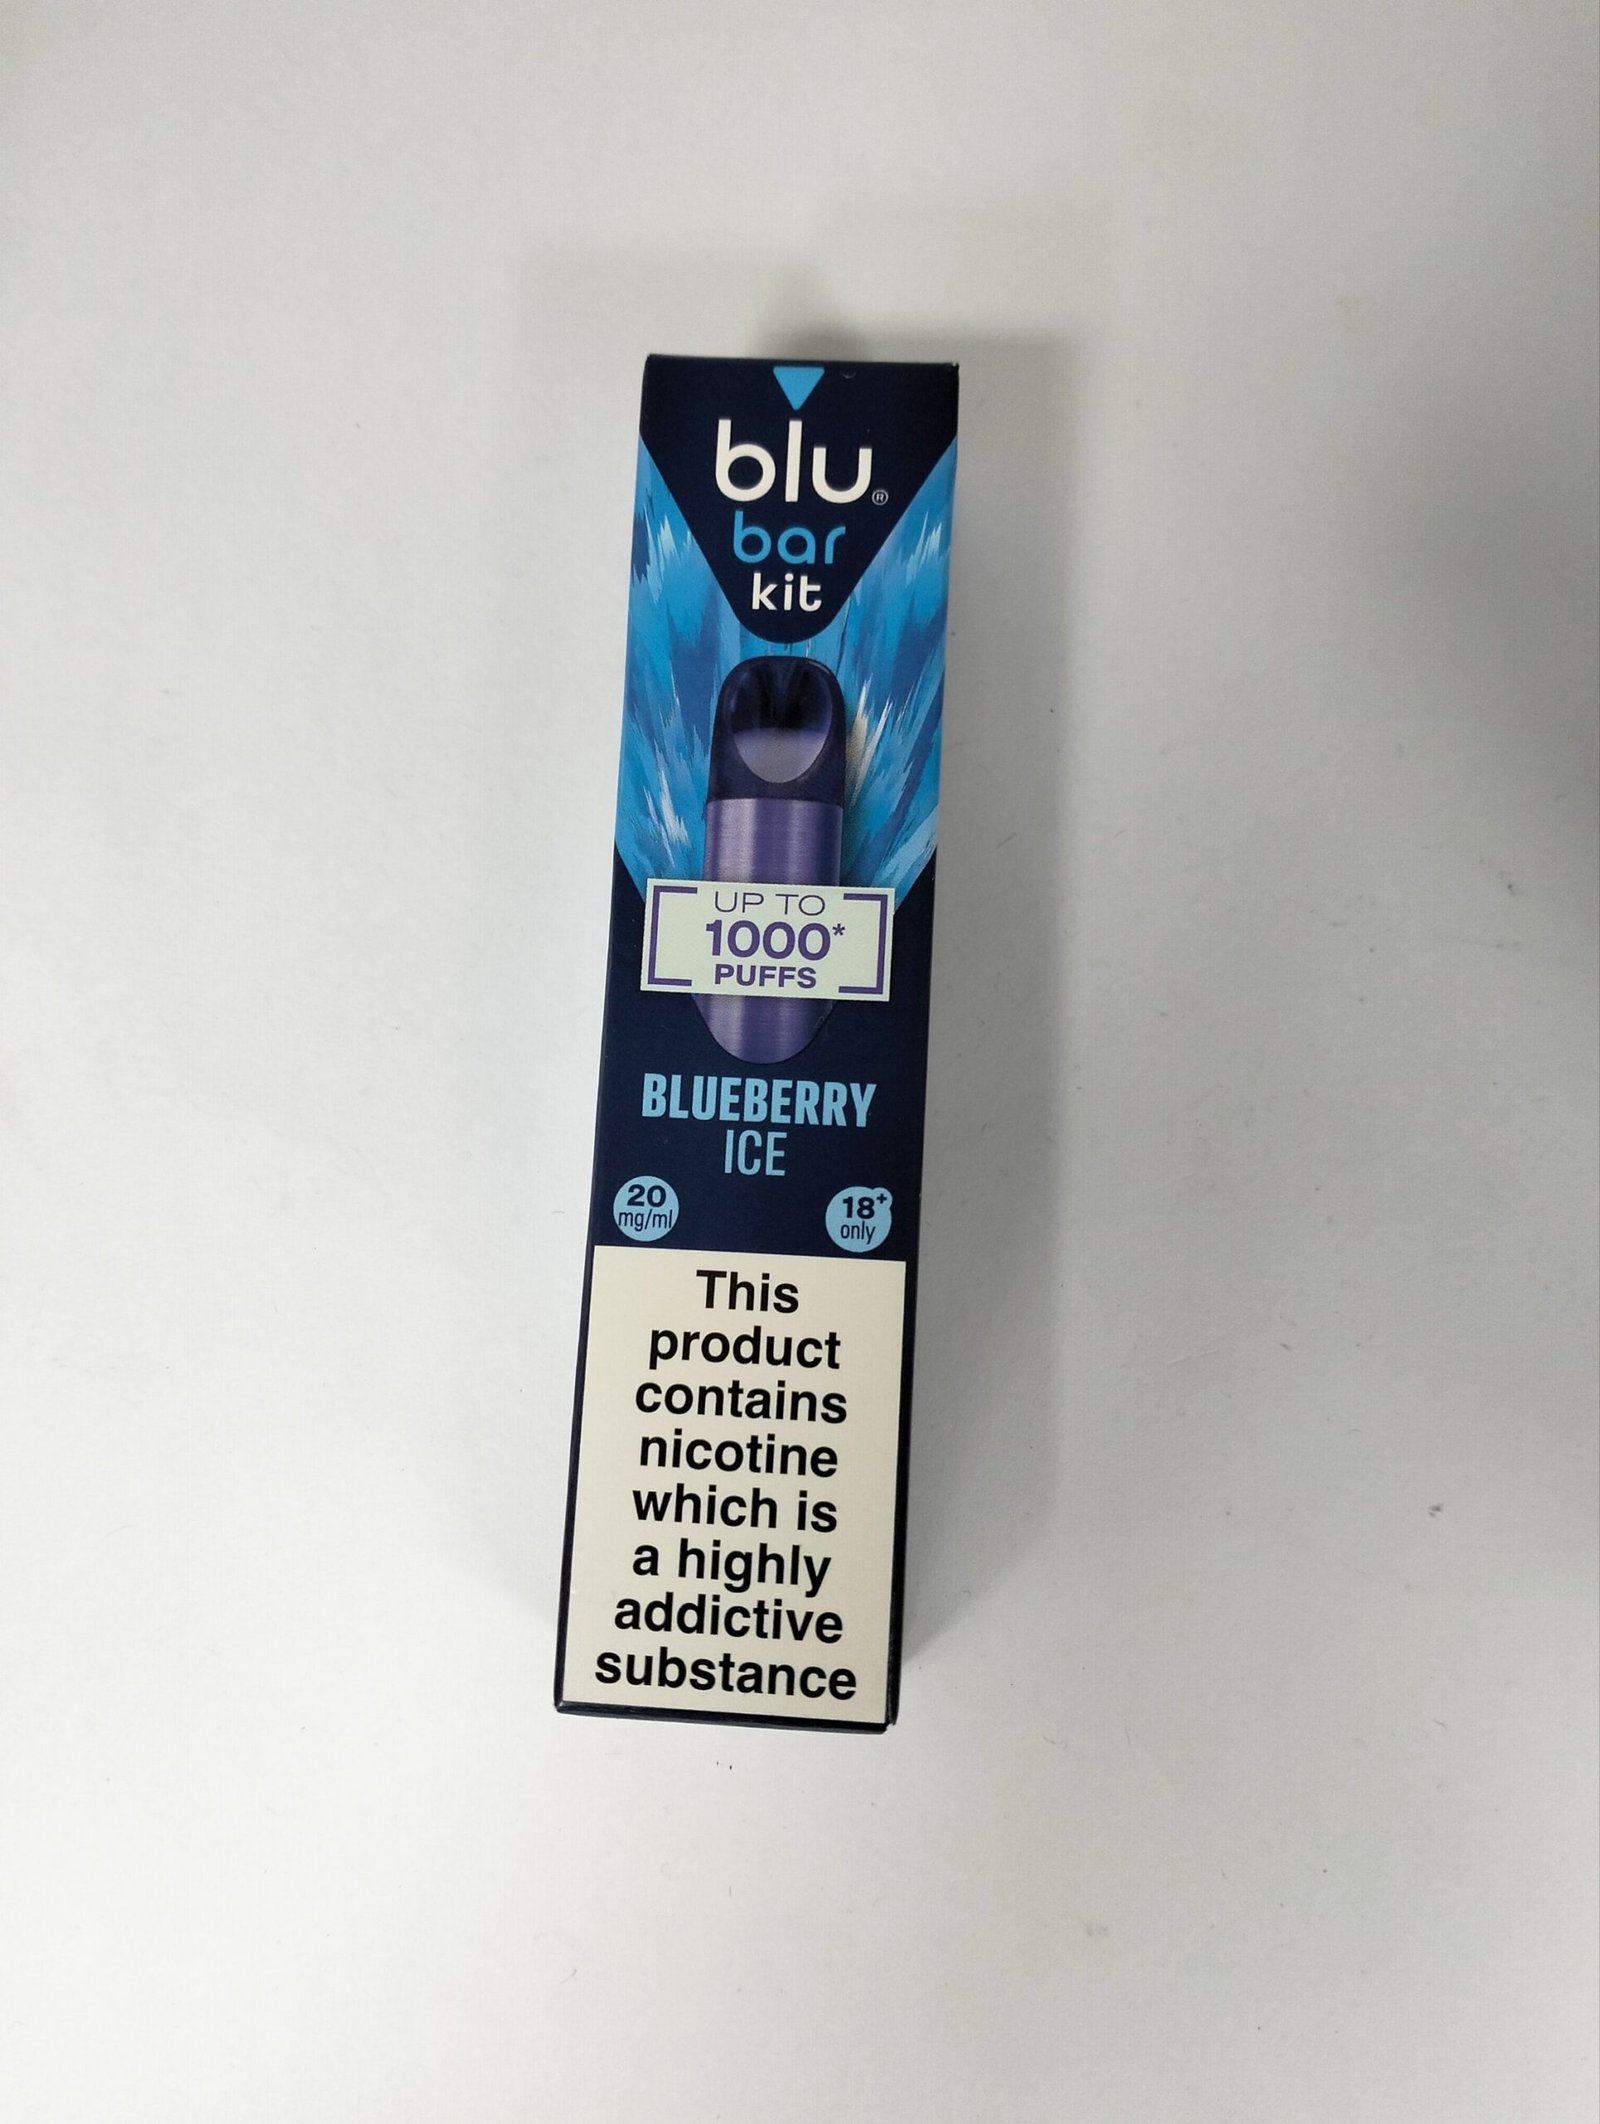 blu®
bar
kit
UP TO
1000*
PUFFS
BLUEBERRY
ICE
20
mg/ml
18+
only
This
product
contains
nicotine
which is
a highly
addictive
substance